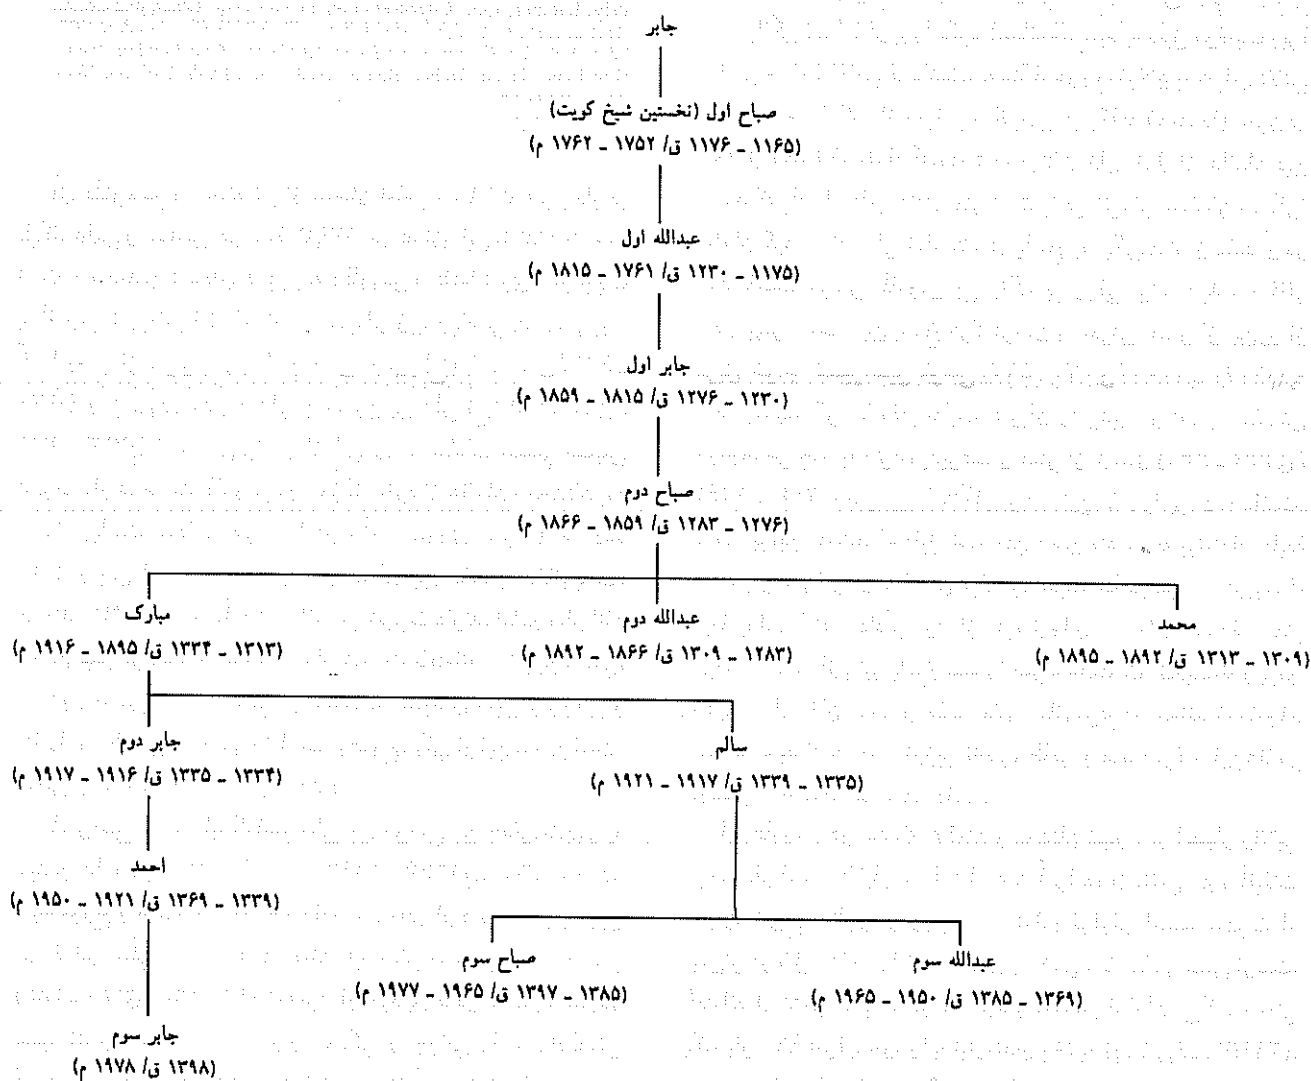 جابر
صباح اول (نخستین شیخ کویت)
(۱۱۶۵ ـ ۱۱۷۶ ق/ ۱۷۵۲ ـ ۱۷۶۲ م)
عبدالله اول
(۱۱۷۵ ـ ۱۲۳۰ ق/ ۱۷۶۱ ـ ۱۸۱۵ م)
جابر اول
(۱۲۳۰ ـ ۱۲۷۶ ق/ ۱۸۱۵ ـ ۱۸۵۹ م)
صباح دوم
(۱۲۷۶ ـ ۱۲۸۳ ق/ ۱۸۵۹ ـ ۱۸۶۶ م)
محمد
(۱۳۰۹ ـ ۱۳۱۳ ق/ ۱۸۹۲ ـ ۱۸۹۵ م)
عبدالله دوم
(۱۲۸۳ ـ ۱۳۰۹ ق/ ۱۸۶۶ ـ ۱۸۹۲ م)
مبارک
(۱۳۱۳ ـ ۱۳۳۴ ق/ ۱۸۹۵ ـ ۱۹۱۶ م)
سالم
(۱۳۳۵ ـ ۱۳۳۹ ق/ ۱۹۱۷ ـ ۱۹۲۱ م)
جابر دوم
(۱۳۳۴ ـ ۱۳۳۵ ق/ ۱۹۱۶ ـ ۱۹۱۷ م)
احمد
(۱۳۳۹ ـ ۱۳۶۹ ق/ ۱۹۲۱ ـ ۱۹۵۰ م)
عبدالله سوم
(۱۳۶۹ ـ ۱۳۸۵ ق/ ۱۹۵۰ ـ ۱۹۶۵ م)
صباح سوم
(۱۳۸۵ ـ ۱۳۹۷ ق/ ۱۹۶۵ ـ ۱۹۷۷ م)
جابر سوم
(۱۳۹۸ ق/ ۱۹۷۸ م)